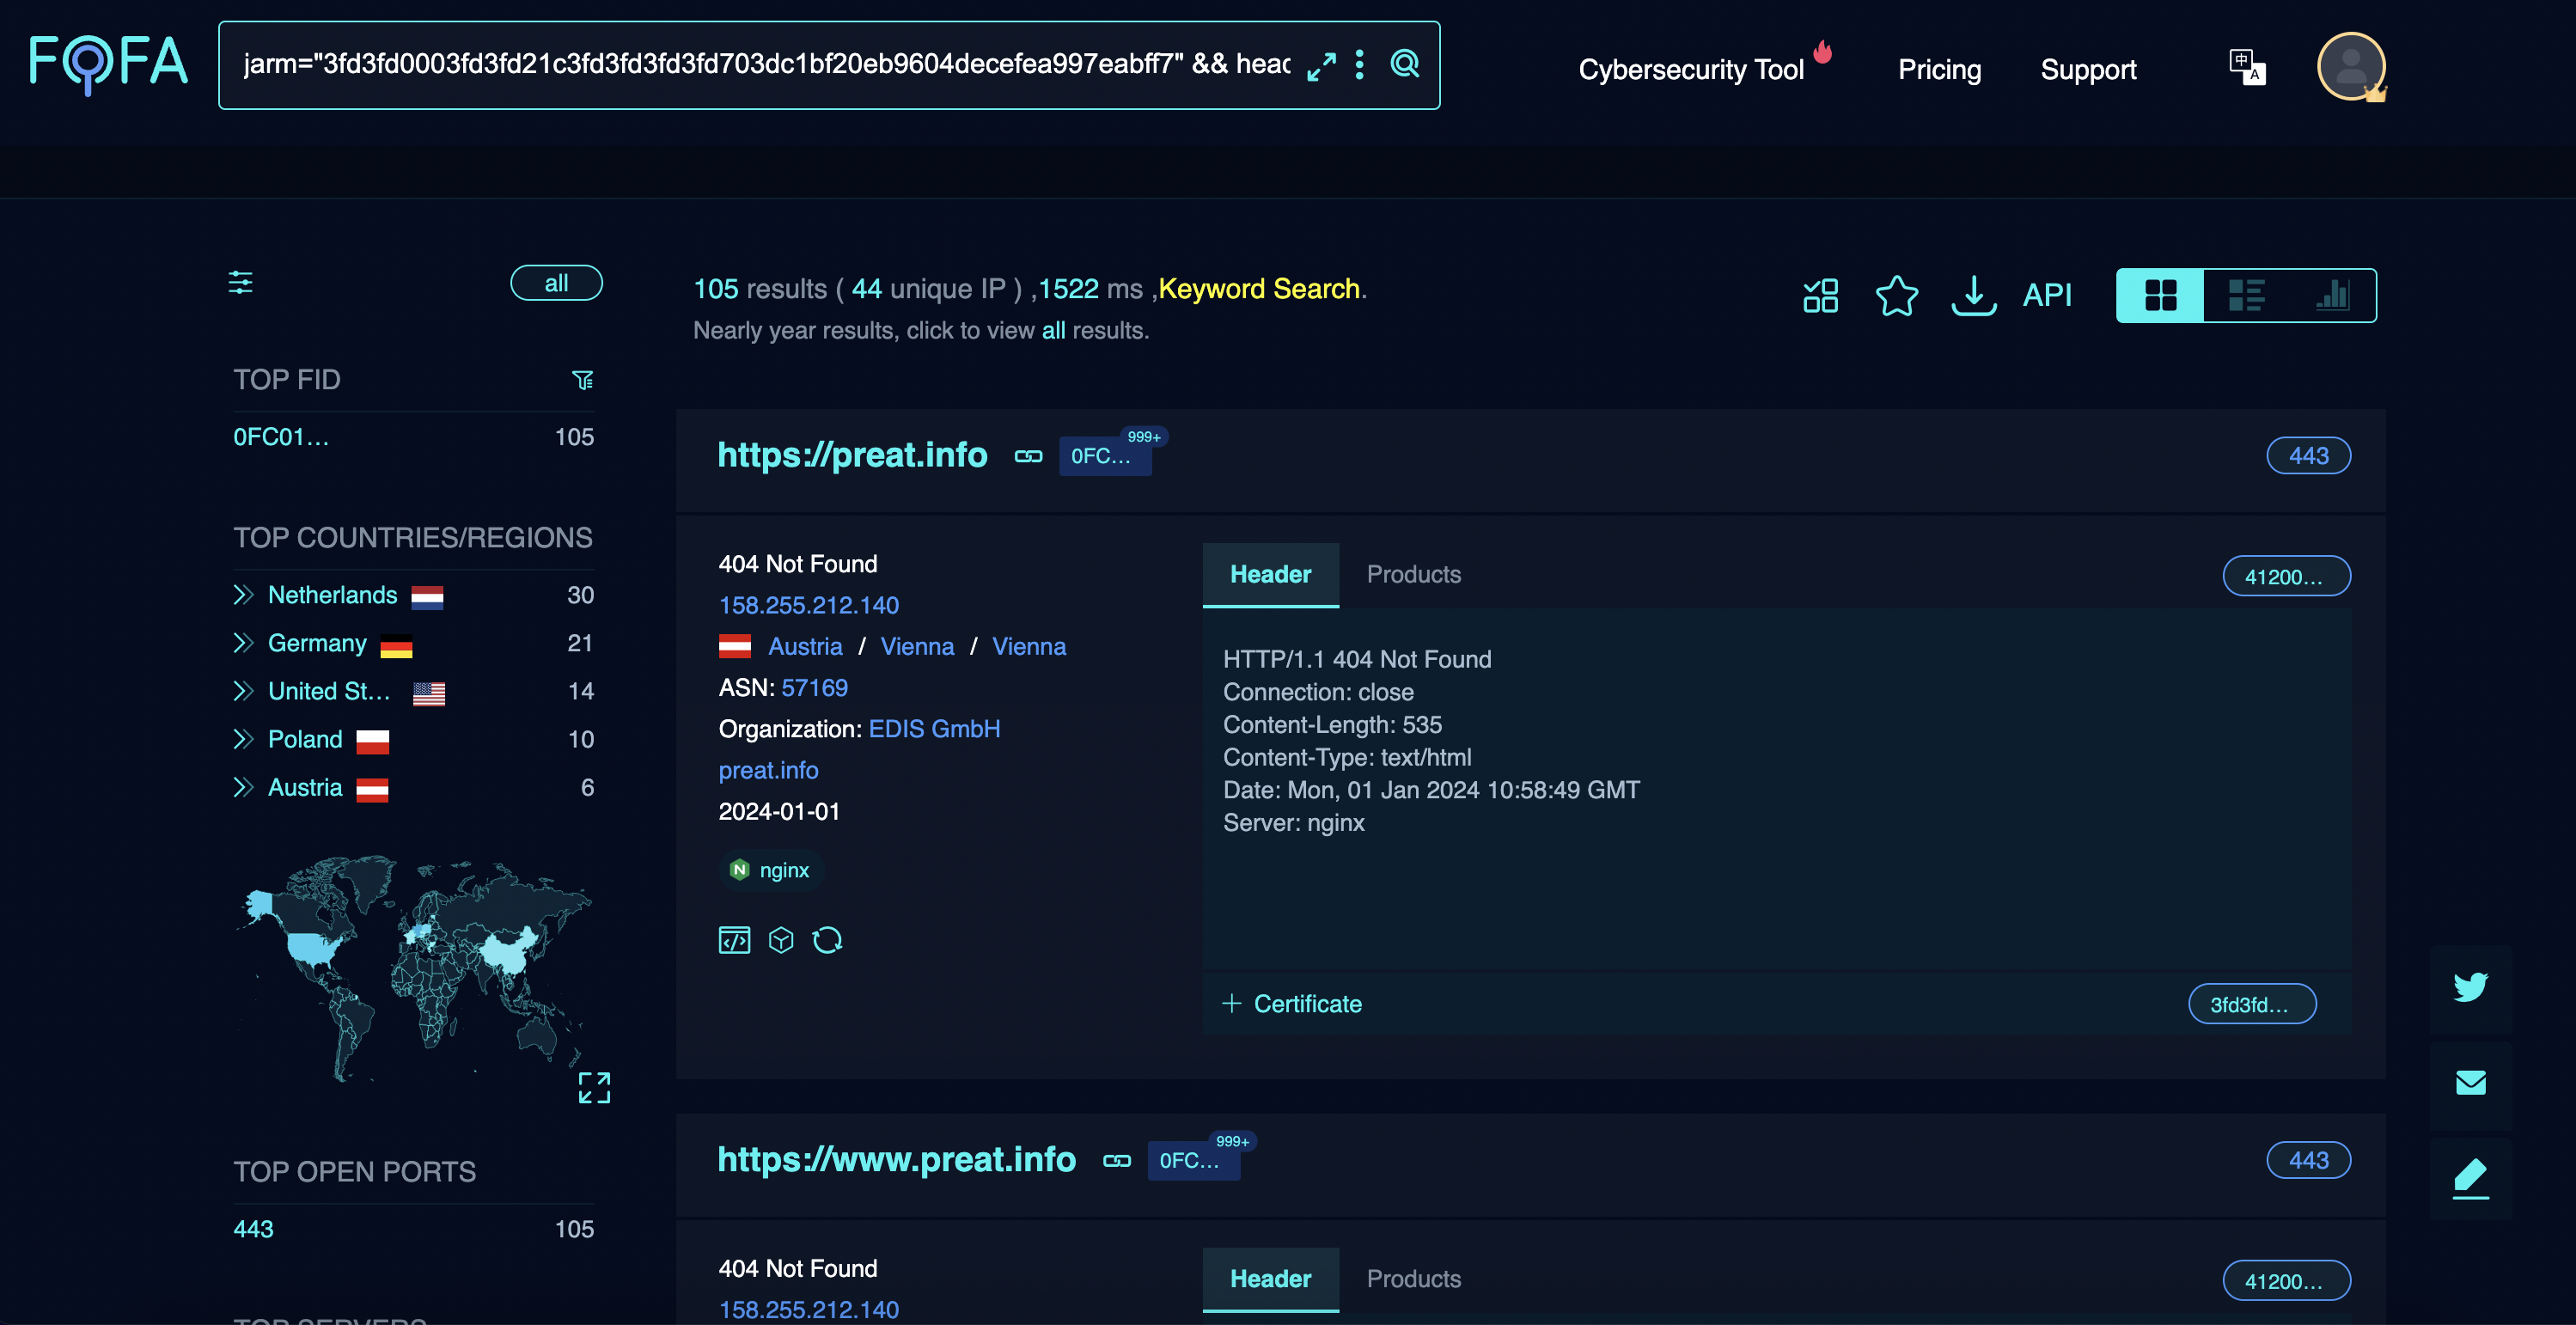 FOFA
jarm="3fd3fd0003fd3fd21c3fd3fd3fd3fd703dc1bf20eb9604decefea997eabff7" && head
Cybersecurity Tool
Pricing
Support
中 A
all
105 results ( 44 unique IP ) ,1522 ms ,Keyword Search.
Nearly year results, click to view all results.
API
TOP FID
0FC01... 105
TOP COUNTRIES/REGIONS
Netherlands 30
Germany 21
United St... 14
Poland 10
Austria 6
TOP OPEN PORTS
443 105
https://preat.info
0FC...
999+
443
404 Not Found
158.255.212.140
Austria / Vienna / Vienna
ASN: 57169
Organization: EDIS GmbH
preat.info
2024-01-01
N nginx
Header
Products
41200...
HTTP/1.1 404 Not Found
Connection: close
Content-Length: 535
Content-Type: text/html
Date: Mon, 01 Jan 2024 10:58:49 GMT
Server: nginx
+ Certificate
3fd3fd...
https://www.preat.info
0FC...
999+
443
404 Not Found
158.255.212.140
Header
Products
41200...
TOP SERVERS